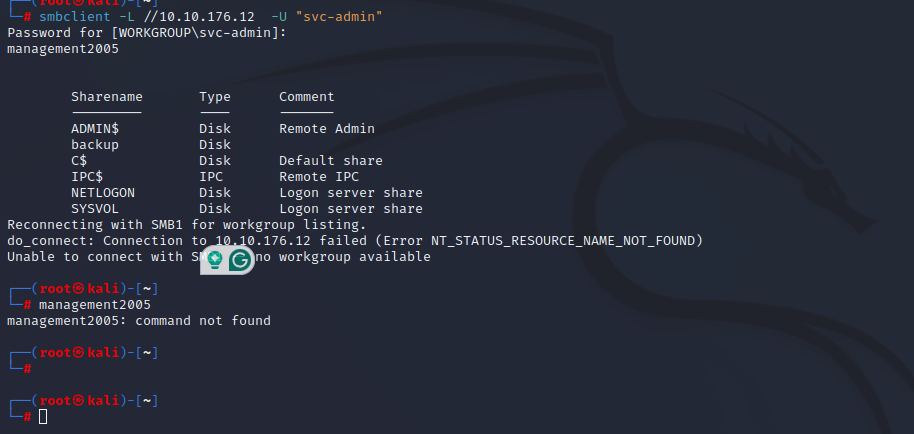 ┌──(root㉿kali)-[~]
└─# smbclient -L //10.10.176.12  -U "svc-admin"
Password for [WORKGROUP\svc-admin]:
management2005
Sharename       Type      Comment
---------       ----      -------
ADMIN$          Disk      Remote Admin
backup          Disk
C$              Disk      Default share
IPC$            IPC       Remote IPC
NETLOGON        Disk      Logon server share
SYSVOL          Disk      Logon server share
Reconnecting with SMB1 for workgroup listing.
do_connect: Connection to 10.10.176.12 failed (Error NT_STATUS_RESOURCE_NAME_NOT_FOUND)
Unable to connect with no workgroup available
┌──(root㉿kali)-[~]
└─# management2005
management2005: command not found
┌──(root㉿kali)-[~]
└─#
┌──(root㉿kali)-[~]
└─#